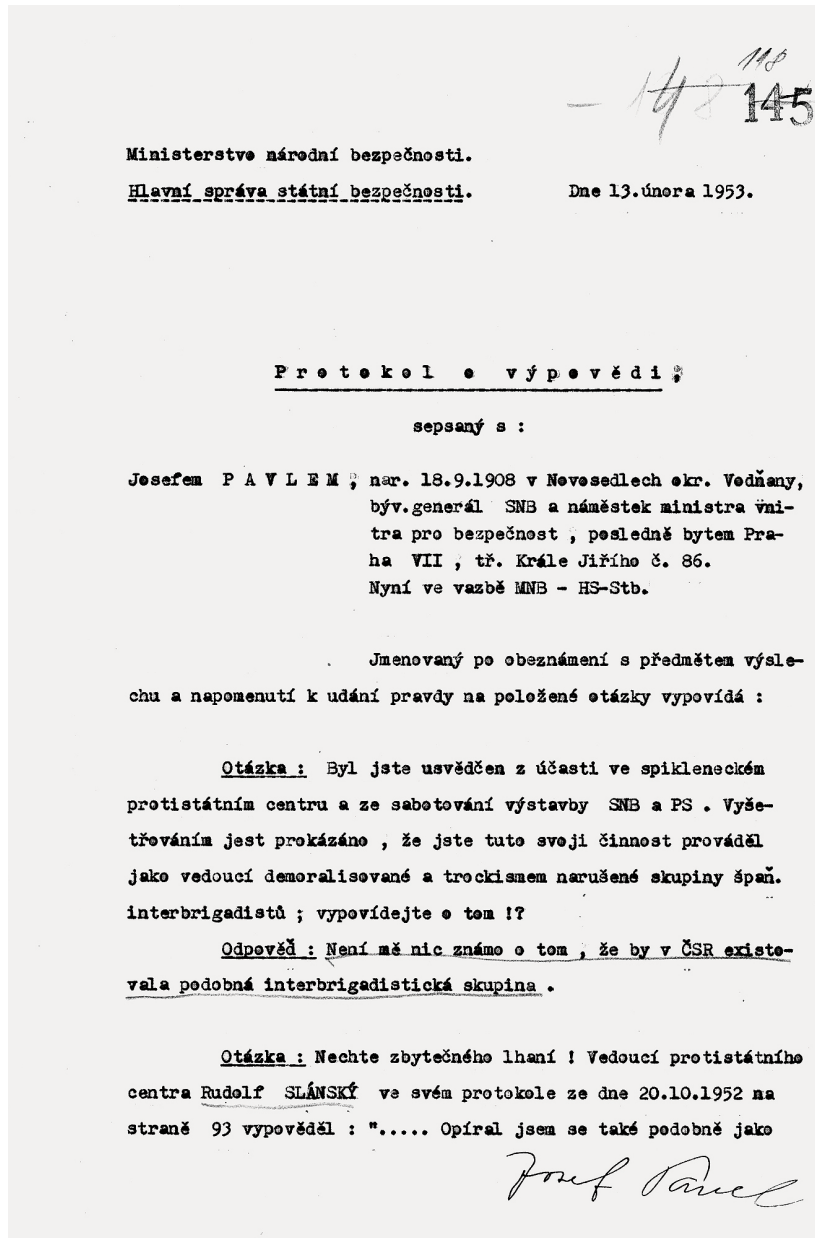 118
148 145
Ministerstvo národní bezpečnosti.
Hlavní správa státní bezpečnosti. Dne 13.února 1953.
Protokol o výpovědi,
sepsaný s :
Josefem PAVLEM, nar. 18.9.1908 v Novosedlech okr. Vodňany,
býv.generál SNB a náměstek ministra vni-
tra pro bezpečnost , posledně bytem Pra-
ha VII , tř. Krále Jiřího č. 86.
Nyní ve vazbě MNB - HS-Stb.
Jmenovaný po obeznámení s předmětem výsle-
chu a napomenutí k udání pravdy na položené otázky vypovídá :
Otázka : Byl jste usvědčen z účasti ve spikleneckém
protistátním centru a ze sabotování výstavby SNB a PS . Vyše-
třováním jest prokázáno , že jste tuto svoji činnost prováděl
jako vedoucí demoralisované a trockismem narušené skupiny špaň.
interbrigadistů ; vypovídejte o tom !?
Odpověď : Není mě nic známo o tom , že by v ČSR existo-
vala podobná interbrigadistická skupina .
Otázka : Nechte zbytečného lhaní ! Vedoucí protistátního
centra Rudolf SLÁNSKÝ ve svém protokole ze dne 20.10.1952 na
straně 93 vypověděl : "..... Opíral jsem se také podobně jako
Josef Pavel